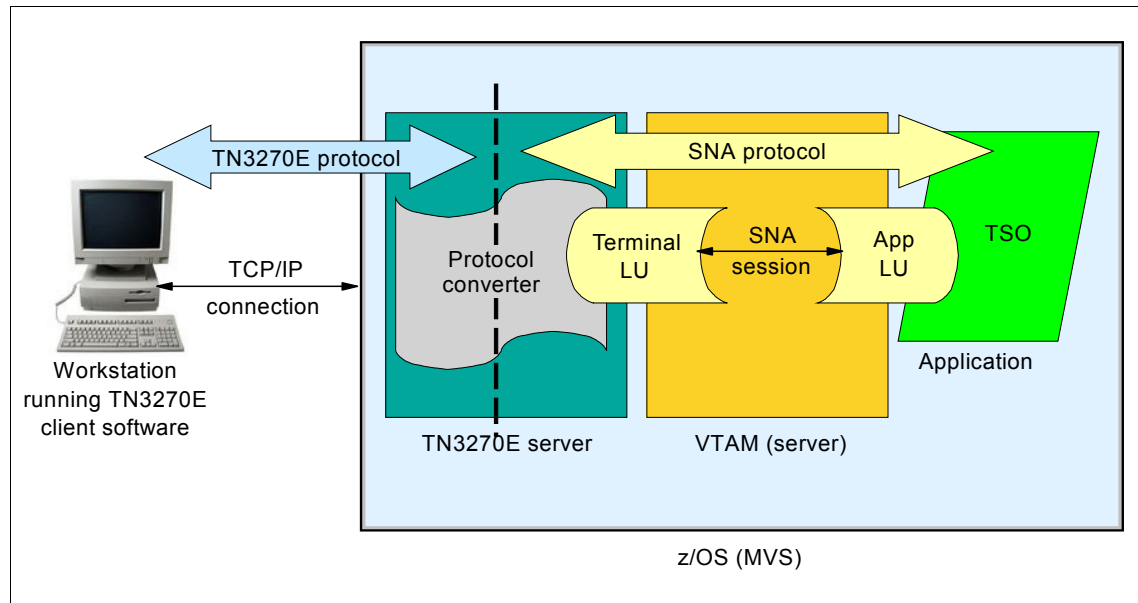 TN3270E protocol
SNA protocol
TCP/IP
connection
Protocol
converter
Terminal
LU
SNA
session
App
LU
TSO
Workstation
running TN3270E
client software
Application
TN3270E server
VTAM (server)
z/OS (MVS)